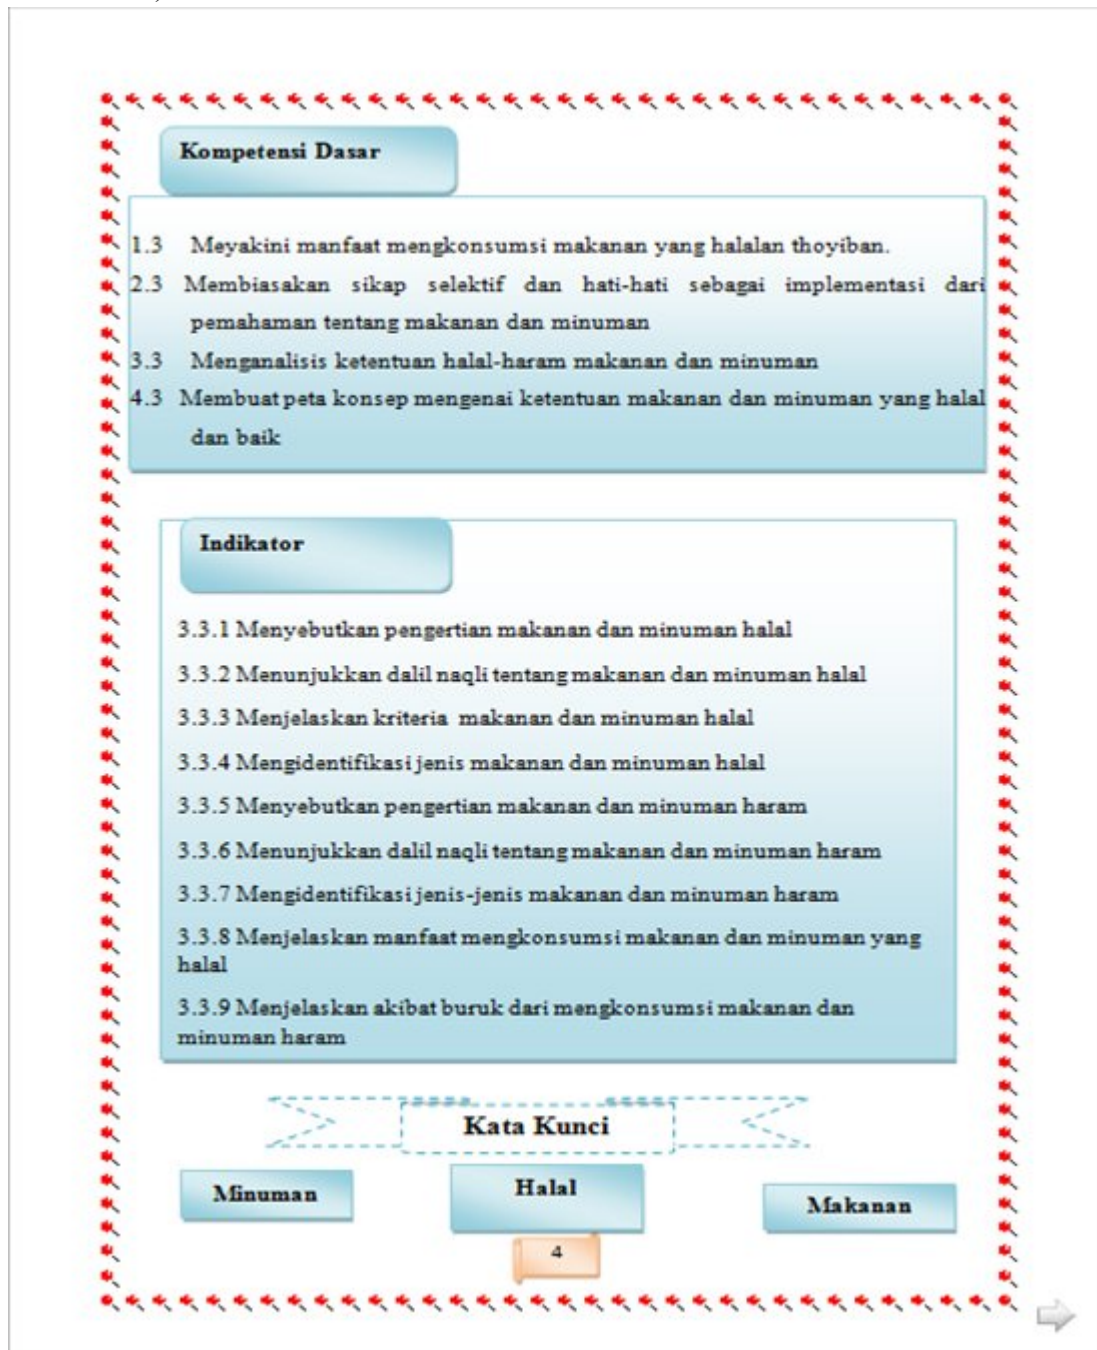 Kompetensi Dasar
1.3 Meyakini manfaat mengkonsumsi makanan yang halalan thoyiban.
2.3 Membiasakan sikap selektif dan hati-hati sebagai implementasi dari
pemahaman tentang makanan dan minuman
3.3 Menganalisis ketentuan halal-haram makanan dan minuman
4.3 Membuat peta konsep mengenai ketentuan makanan dan minuman yang halal
dan baik
Indikator
3.3.1 Menyebutkan pengertian makanan dan minuman halal
3.3.2 Menunjukkan dalil naqli tentang makanan dan minuman halal
3.3.3 Menjelaskan kriteria makanan dan minuman halal
3.3.4 Mengidentifikasi jenis makanan dan minuman halal
3.3.5 Menyebutkan pengertian makanan dan minuman haram
3.3.6 Menunjukkan dalil naqli tentang makanan dan minuman haram
3.3.7 Mengidentifikasi jenis-jenis makanan dan minuman haram
3.3.8 Menjelaskan manfaat mengkonsumsi makanan dan minuman yang
halal
3.3.9 Menjelaskan akibat buruk dari mengkonsumsi makanan dan
minuman haram
Kata Kunci
Minuman
Halal
Makanan
4